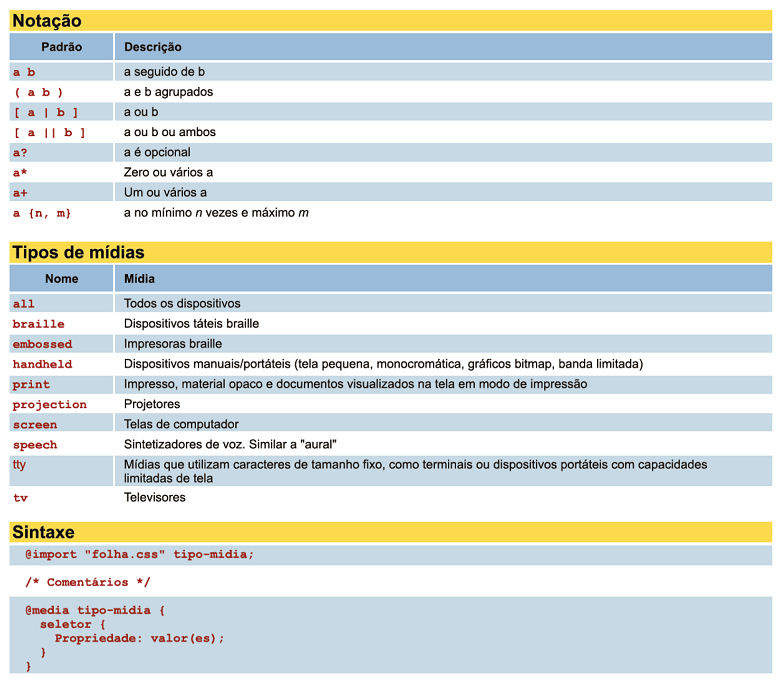 Notação
Padrão Descrição
a b a seguido de b
( a b ) a e b agrupados
[ a | b ] a ou b
[ a || b ] a ou b ou ambos
a? a é opcional
a* Zero ou vários a
a+ Um ou vários a
a {n, m} a no mínimo n vezes e máximo m
Tipos de mídias
Nome Mídia
all Todos os dispositivos
braille Dispositivos táteis braille
embossed Impresoras braille
handheld Dispositivos manuais/portáteis (tela pequena, monocromática, gráficos bitmap, banda limitada)
print Impresso, material opaco e documentos visualizados na tela em modo de impressão
projection Projetores
screen Telas de computador
speech Sintetizadores de voz. Similar a "aural"
tty Mídias que utilizam caracteres de tamanho fixo, como terminais ou dispositivos portáteis com capacidades
limitadas de tela
tv Televisores
Sintaxe
@import "folha.css" tipo-midia;
/* Comentários */
@media tipo-midia {
seletor {
Propriedade: valor(es);
}
}